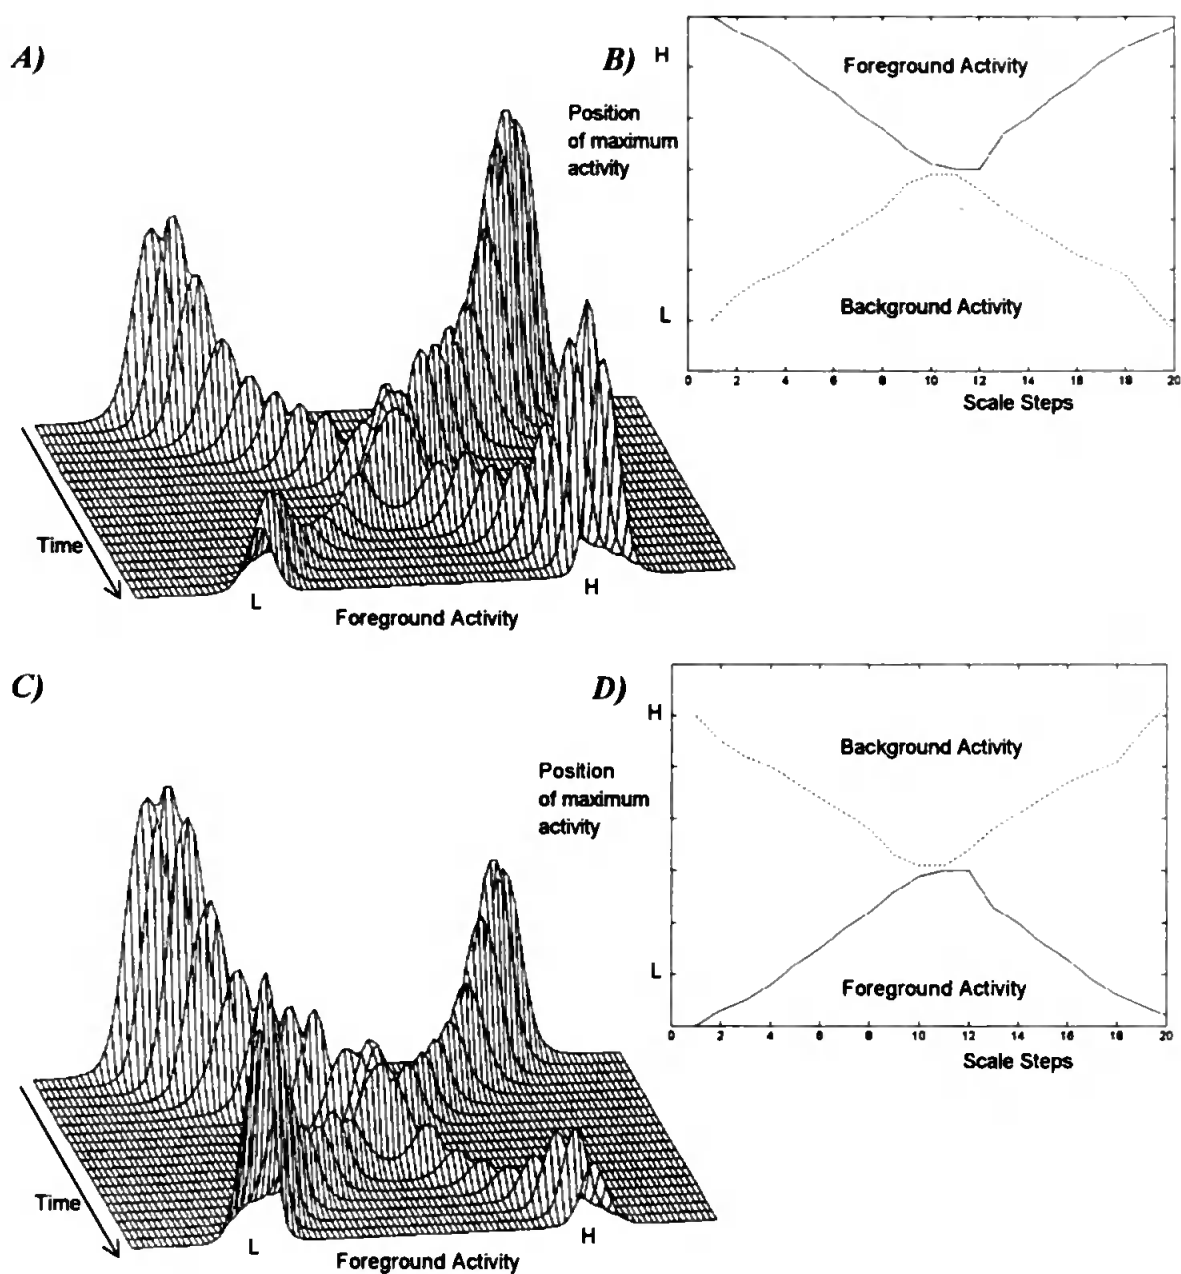 A)
Time
L
H
Foreground Activity
B)
H
Position
of maximum
activity
L
Foreground Activity
Background Activity
0 2 4 6 8 10 12 14 16 18 20
Scale Steps
C)
Time
L
H
Foreground Activity
D)
H
Position
of maximum
activity
L
Background Activity
Foreground Activity
0 2 4 6 8 10 12 14 16 18 20
Scale Steps